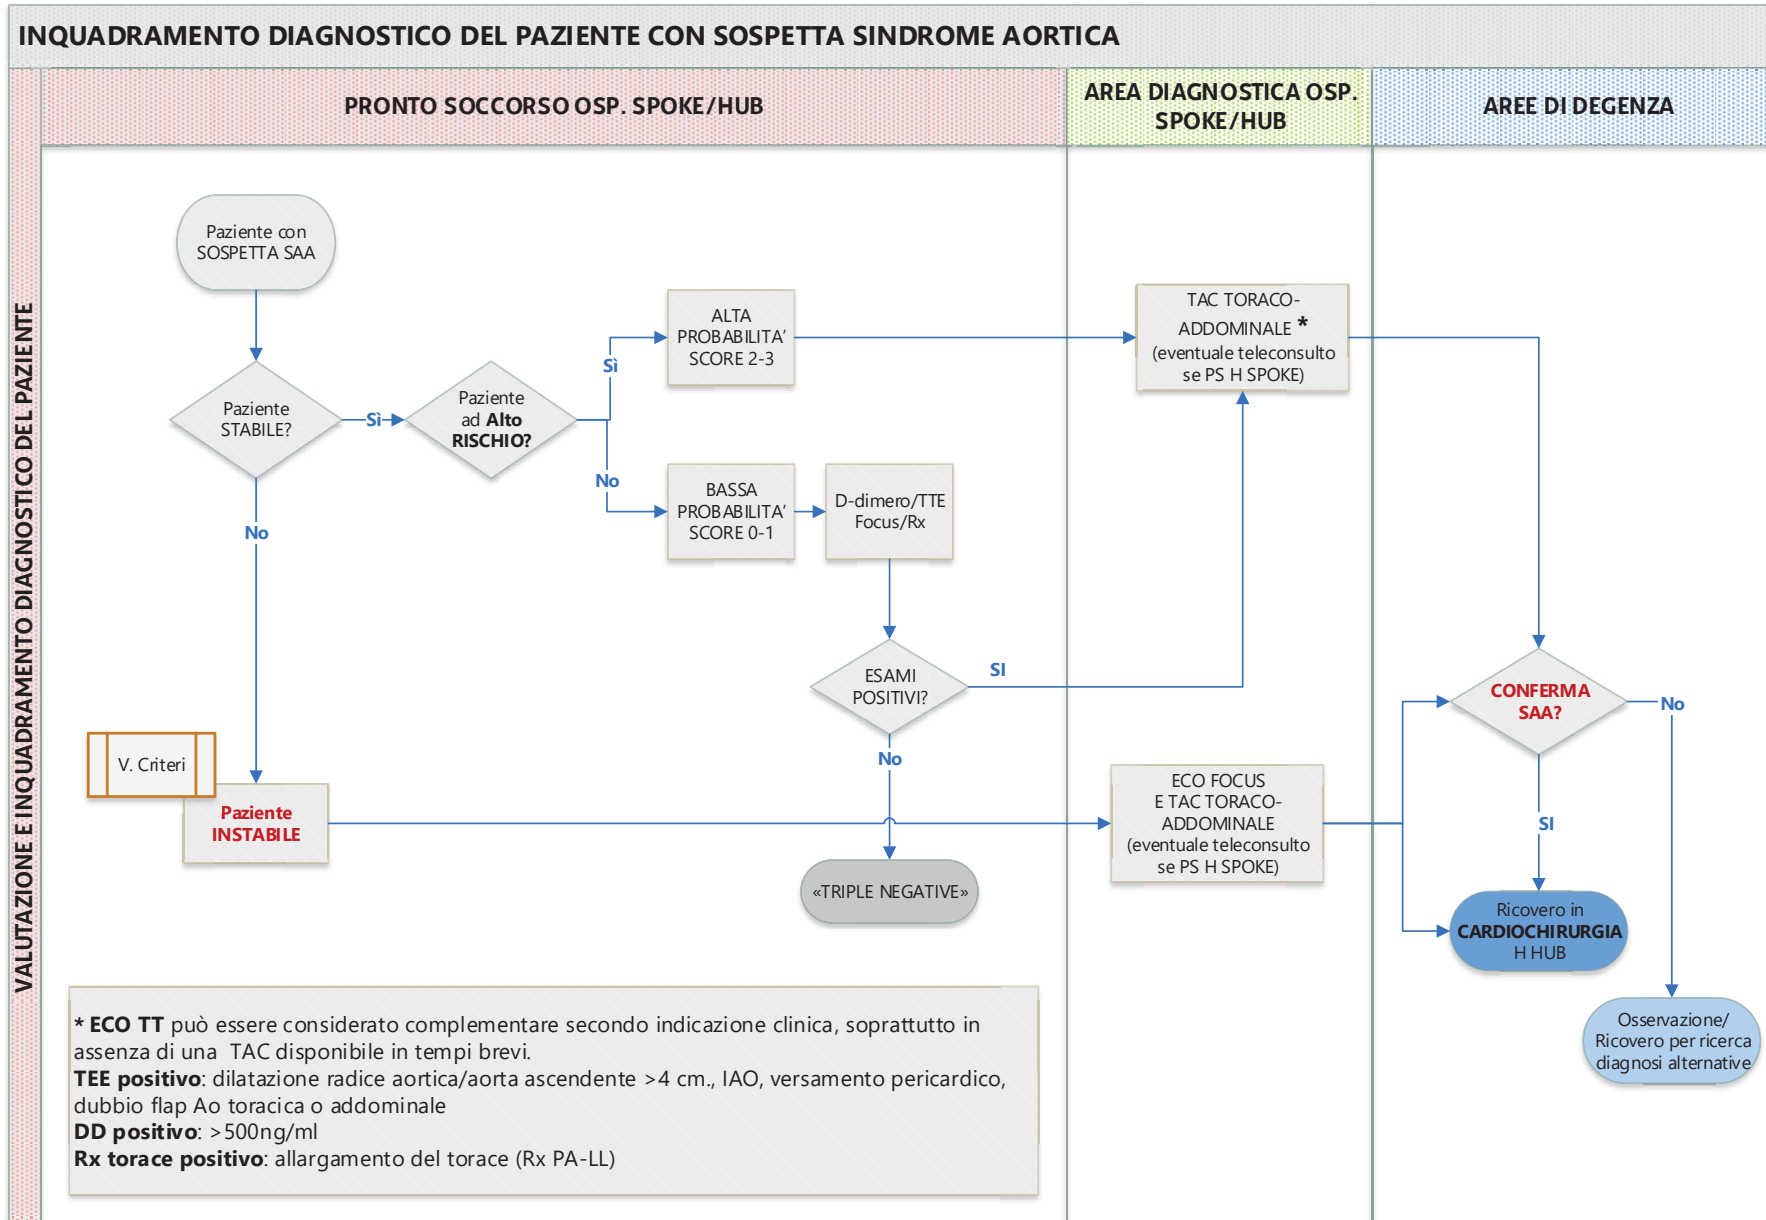 INQUADRAMENTO DIAGNOSTICO DEL PAZIENTE CON SOSPETTA SINDROME AORTICA
PRONTO SOCCORSO OSP. SPOKE/HUB
AREA DIAGNOSTICA OSP.
SPOKE/HUB
AREE DI DEGENZA
VALUTAZIONE E INQUADRAMENTO DIAGNOSTICO DEL PAZIENTE
Paziente con
SOSPETTA SAA
Paziente
STABILE?
Sì
No
Paziente
ad Alto
RISCHIO?
Sì
No
ALTA
PROBABILITA’
SCORE 2-3
BASSA
PROBABILITA’
SCORE 0-1
D-dimero/TTE
Focus/Rx
ESAMI
POSITIVI?
SI
No
«TRIPLE NEGATIVE»
V. Criteri
Paziente
INSTABILE
TAC TORACO-
ADDOMINALE *
(eventuale teleconsulto
se PS H SPOKE)
ECO FOCUS
E TAC TORACO-
ADDOMINALE
(eventuale teleconsulto
se PS H SPOKE)
CONFERMA
SAA?
No
SI
Ricovero in
CARDIOCHIRURGIA
H HUB
Osservazione/
Ricovero per ricerca
diagnosi alternative
* ECO TT può essere considerato complementare secondo indicazione clinica, soprattutto in
assenza di una TAC disponibile in tempi brevi.
TEE positivo: dilatazione radice aortica/aorta ascendente >4 cm., IAO, versamento pericardico,
dubbio flap Ao toracica o addominale
DD positivo: >500ng/ml
Rx torace positivo: allargamento del torace (Rx PA-LL)